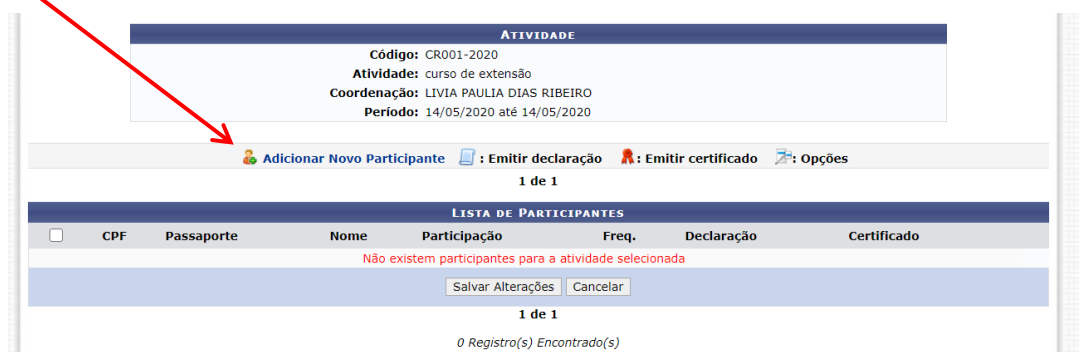 ATIVIDADE
Código: CR001-2020
Atividade: curso de extensão
Coordenação: LIVIA PAULIA DIAS RIBEIRO
Período: 14/05/2020 até 14/05/2020
Adicionar Novo Participante : Emitir declaração : Emitir certificado : Opções
1 de 1
LISTA DE PARTICIPANTES
CPF Passaporte Nome Participação Freq. Declaração Certificado
Não existem participantes para a atividade selecionada
Salvar Alterações Cancelar
1 de 1
0 Registro(s) Encontrado(s)